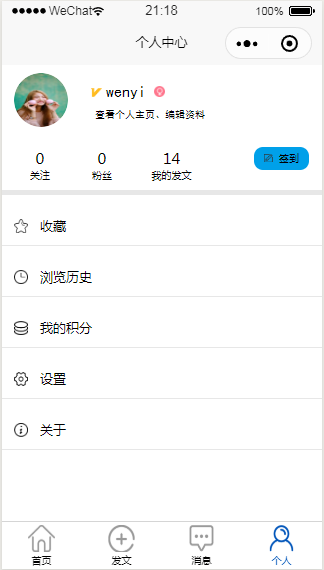 WeChat 21:18 100%
个人中心
wenyi
查看个人主页、编辑资料
0 0 14 签到
关注 粉丝 我的发文
收藏
浏览历史
我的积分
设置
关于
首页 发文 消息 个人